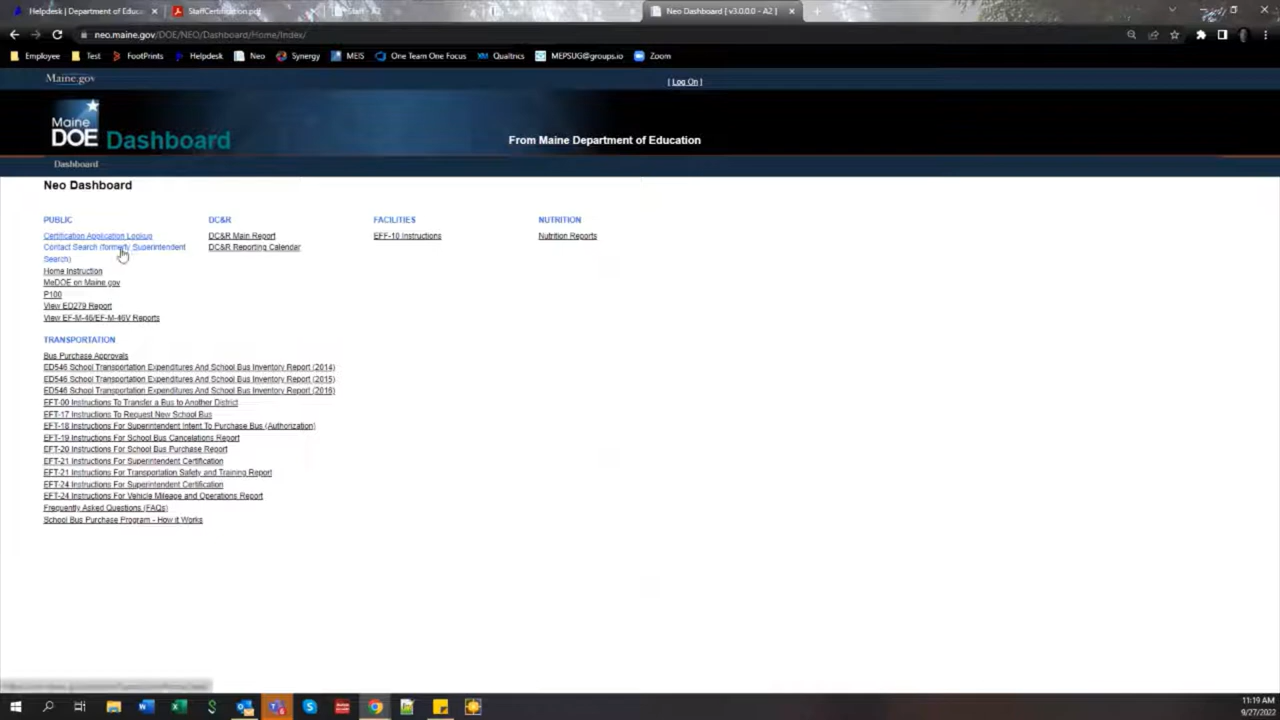 Helpdesk | Department of Educ
StaffCertification.pdf
Staff - A2
Neo Dashboard [ v3.0.0.0 - A2 ]
neo.maine.gov/DOE/NEO/Dashboard/Home/Index/
Employee
Test
FootPrints
Helpdesk
Neo
Synergy
MEIS
One Team One Focus
Qualtrics
MEPSUG@groups.io
Zoom
Maine.gov
[ Log On ]
Maine
DOE Dashboard
From Maine Department of Education
Dashboard
Neo Dashboard
PUBLIC
Certification Application Lookup
Contact Search (formerly Superintendent
Search)
Home Instruction
MeDOE on Maine.gov
P100
View ED279 Report
View EF-M-46/EF-M-46V Reports
DC&R
DC&R Main Report
DC&R Reporting Calendar
FACILITIES
EFF-10 Instructions
NUTRITION
Nutrition Reports
TRANSPORTATION
Bus Purchase Approvals
ED546 School Transportation Expenditures And School Bus Inventory Report (2014)
ED546 School Transportation Expenditures And School Bus Inventory Report (2015)
ED546 School Transportation Expenditures And School Bus Inventory Report (2016)
EFT-00 Instructions To Transfer a Bus to Another District
EFT-17 Instructions To Request New School Bus
EFT-18 Instructions For Superintendent Intent To Purchase Bus (Authorization)
EFT-19 Instructions For School Bus Cancelations Report
EFT-20 Instructions For School Bus Purchase Report
EFT-21 Instructions For Superintendent Certification
EFT-21 Instructions For Transportation Safety and Training Report
EFT-24 Instructions For Superintendent Certification
EFT-24 Instructions For Vehicle Mileage and Operations Report
Frequently Asked Questions (FAQs)
School Bus Purchase Program - How it Works
11:19 AM
9/27/2022